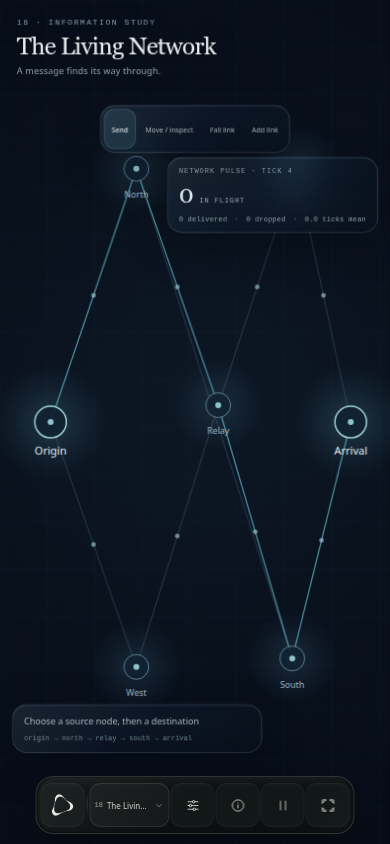 18 · INFORMATION STUDY
The Living Network
A message finds its way through.
Send Move / inspect Fail link Add link
North
NETWORK PULSE · TICK 4
0 IN FLIGHT
0 delivered · 0 dropped · 0.0 ticks mean
Relay
Origin
Arrival
West
South
Choose a source node, then a destination
origin → north → relay → south → arrival
18 The Livin…